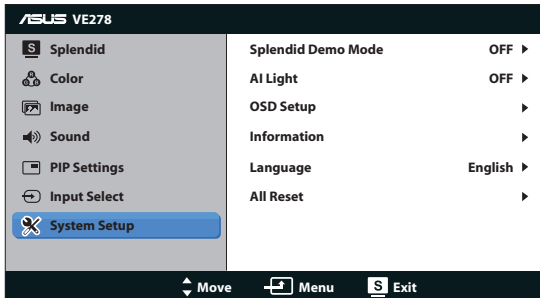 ASUS VE278
S Splendid
Color
Image
Sound
PIP Settings
Input Select
System Setup
Splendid Demo Mode OFF
AI Light OFF
OSD Setup
Information
Language English
All Reset
Move Menu S Exit